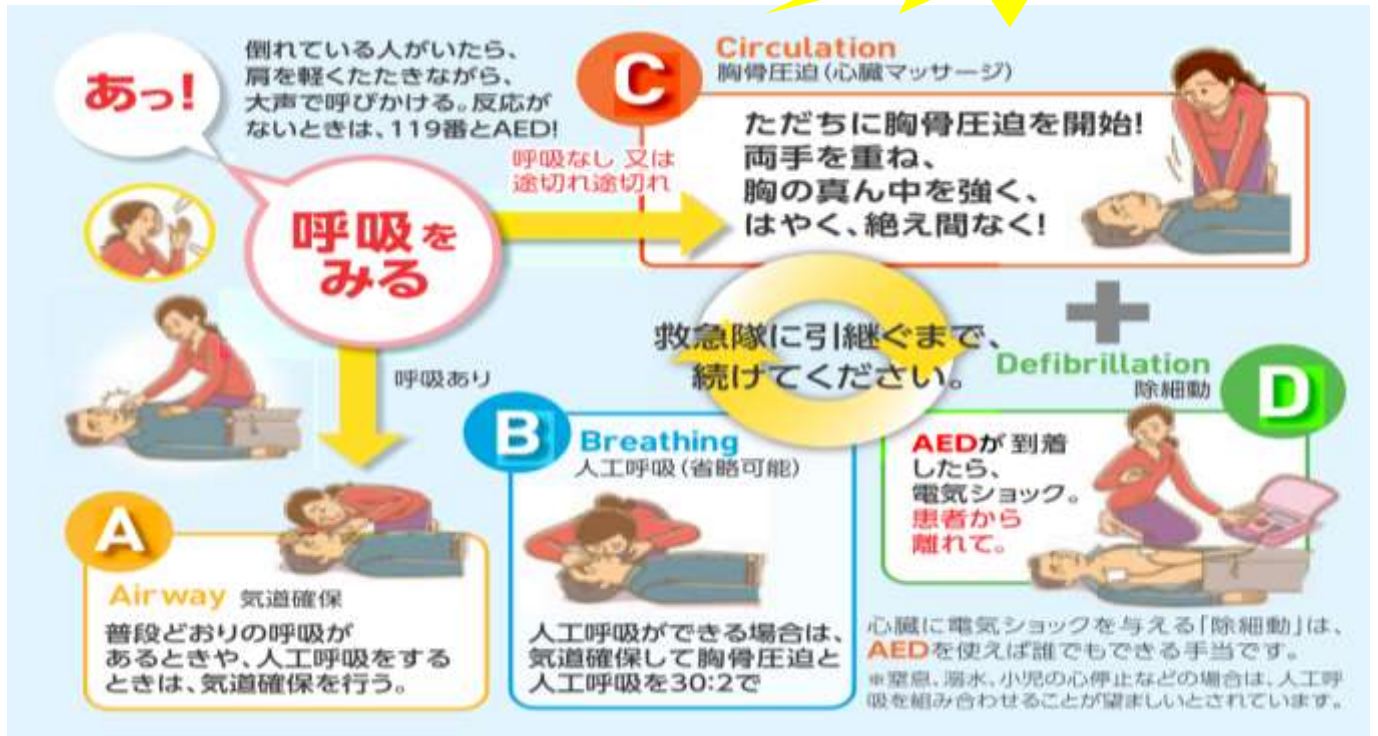 あっ!
倒れている人がいたら、
肩を軽くたたきながら、
大声で呼びかける。反応が
ないときは、119番とAED!
呼吸を
みる
呼吸なし 又は
途切れ途切れ
C
Circulation
胸骨圧迫(心臓マッサージ)
ただちに胸骨圧迫を開始!
両手を重ね、
胸の真ん中を強く、
はやく、絶え間なく!
救急隊に引継ぐまで、
続けてください。
呼吸あり
A
Airway 気道確保
普段どおりの呼吸が
あるときや、人工呼吸をする
ときは、気道確保を行う。
B
Breathing
人工呼吸(省略可能)
人工呼吸ができる場合は、
気道確保して胸骨圧迫と
人工呼吸を30:2で
Defibrillation
除細動
D
AEDが到着
したら、
電気ショック。
患者から
離れて。
心臓に電気ショックを与える「除細動」は、
AEDを使えば誰でもできる手当です。
※窒息、溺水、小児の心停止などの場合は、人工呼
吸を組み合わせることが望ましいとされています。